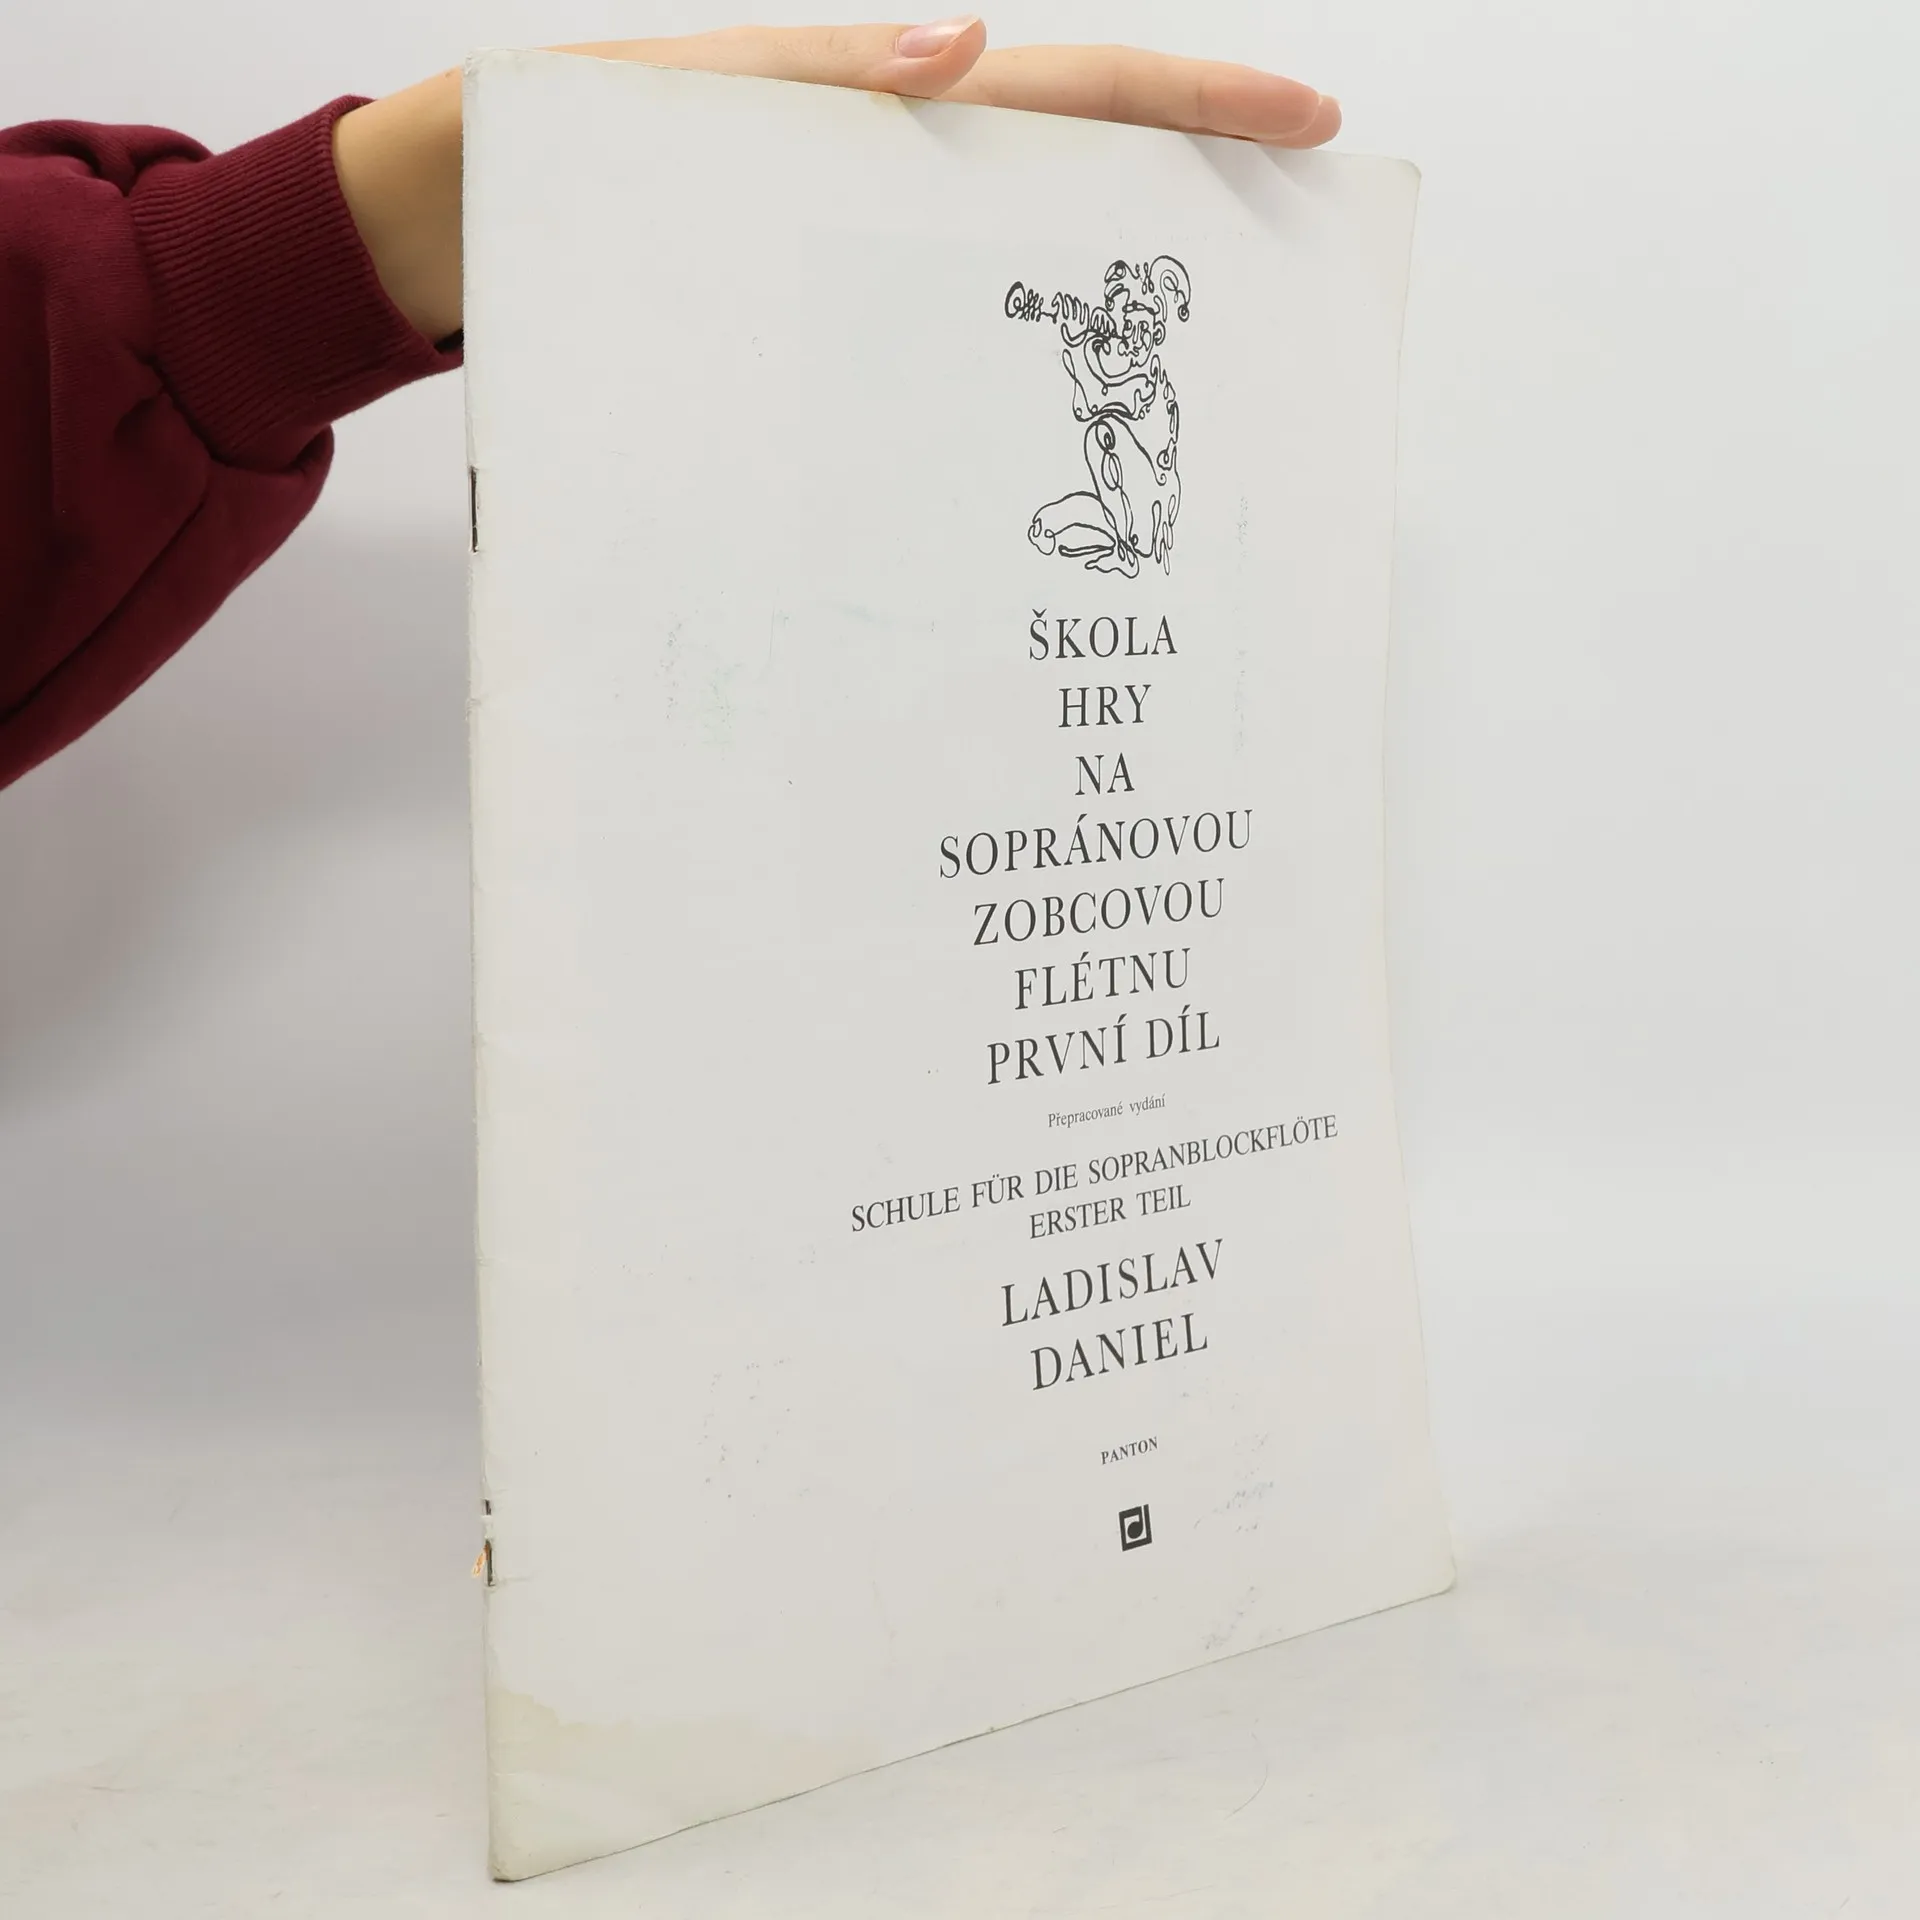 ŠKOLA
HRY
NA
SOPRÁNOVOU
ZOBCOVOU
FLÉTNU
PRVNÍ DÍL
Přepracované vydání
SCHULE FÜR DIE SOPRANBLOCKFLÖTE
ERSTER TEIL
LADISLAV
DANIEL
PANTON